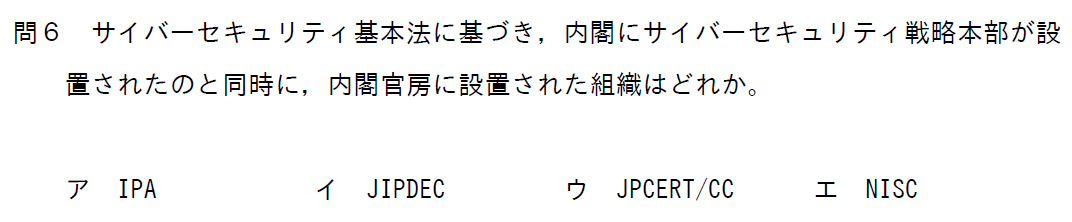 問６　サイバーセキュリティ基本法に基づき，内閣にサイバーセキュリティ戦略本部が設
置されたのと同時に，内閣官房に設置された組織はどれか。
ア　IPA　イ　JIPDEC　ウ　JPCERT/CC　エ　NISC